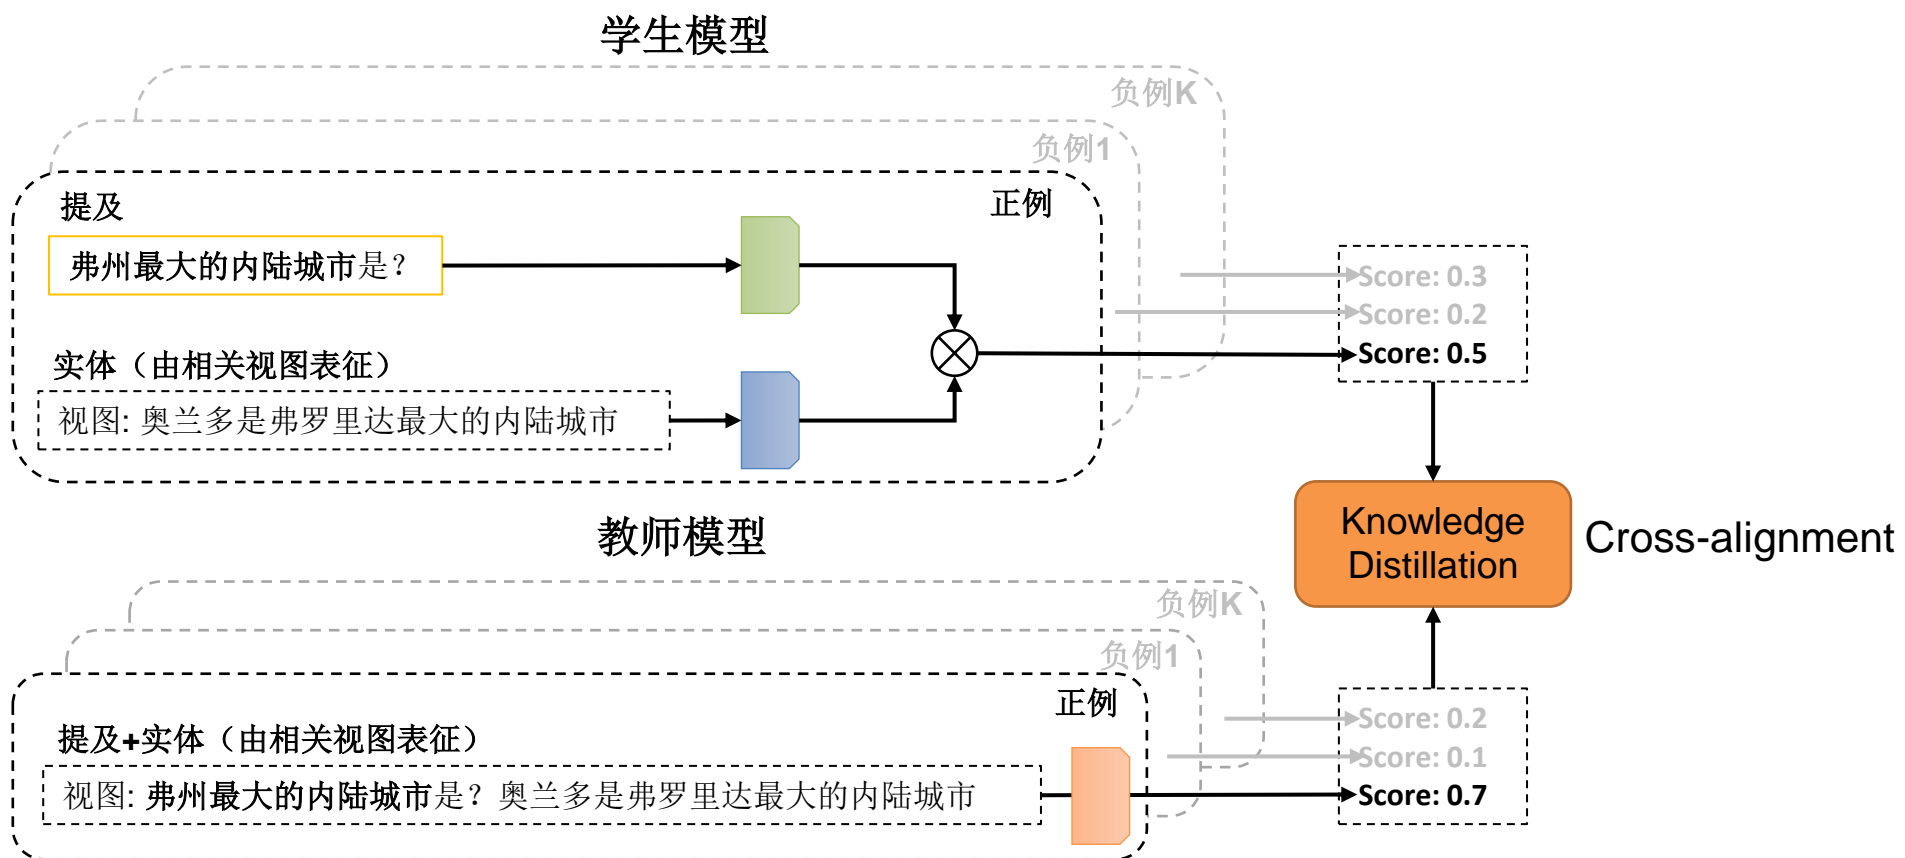 学生模型
负例K
负例1
正例
提及
弗州最大的内陆城市是?
实体（由相关视图表征）
视图: 奥兰多是弗罗里达最大的内陆城市
Score: 0.3
Score: 0.2
Score: 0.5
Knowledge
Distillation
Cross-alignment
教师模型
负例K
负例1
正例
提及+实体（由相关视图表征）
视图: 弗州最大的内陆城市是? 奥兰多是弗罗里达最大的内陆城市
Score: 0.2
Score: 0.1
Score: 0.7